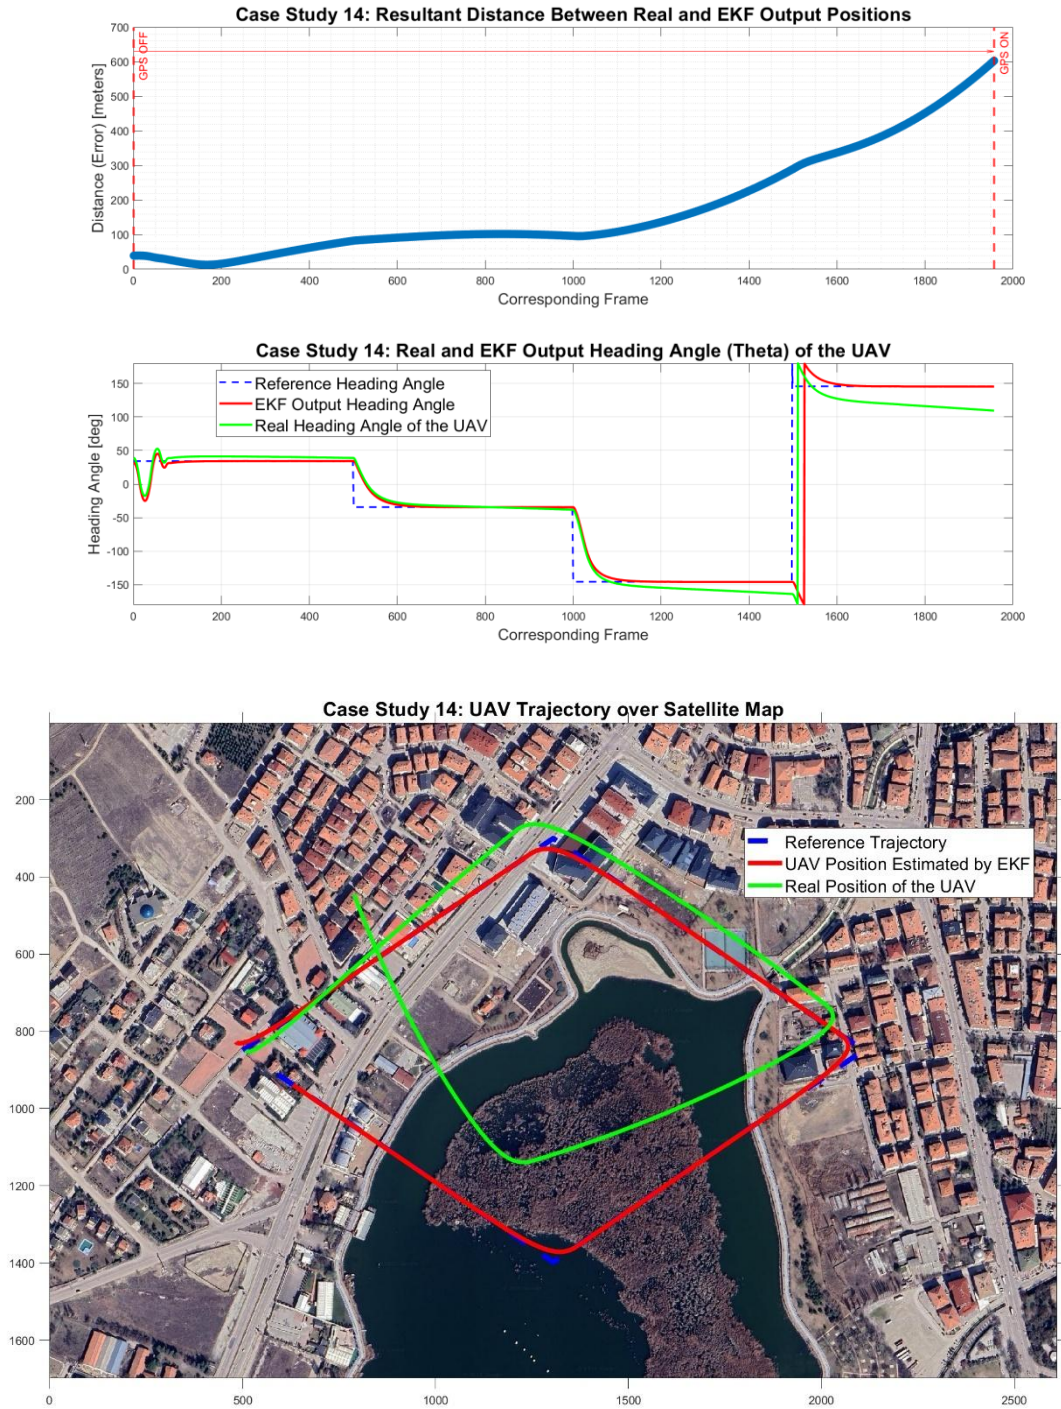 Case Study 14: Resultant Distance Between Real and EKF Output Positions
700
600
500
400
300
200
100
0
Distance (Error) [meters]
GPS OFF
GPS ON
0 200 400 600 800 1000 1200 1400 1600 1800 2000
Corresponding Frame
Case Study 14: Real and EKF Output Heading Angle (Theta) of the UAV
150
100
50
0
-50
-100
-150
Heading Angle [deg]
Reference Heading Angle
EKF Output Heading Angle
Real Heading Angle of the UAV
0 200 400 600 800 1000 1200 1400 1600 1800 2000
Corresponding Frame
Case Study 14: UAV Trajectory over Satellite Map
200
400
600
800
1000
1200
1400
1600
Reference Trajectory
UAV Position Estimated by EKF
Real Position of the UAV
0 500 1000 1500 2000 2500